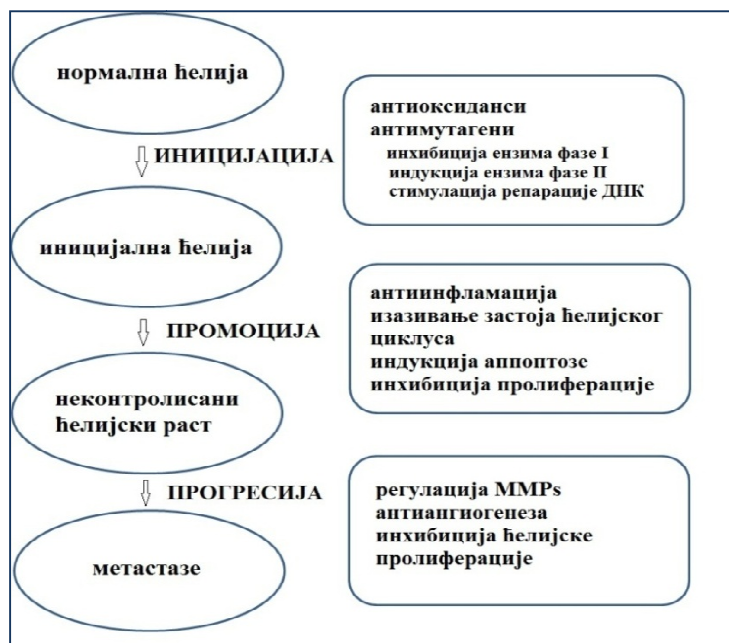 нормална ћелија
ИНИЦИЈАЦИЈА
антиоксиданси
антимутагени
инхибиција ензима фазе I
индукција ензима фазе II
стимулација репарације ДНК
иницијална ћелија
ПРОМОЦИЈА
антиинфламација
изазивање застоја ћелијског
циклуса
индукција аппоптозе
инхибиција пролиферације
неконтролисани
ћелијски раст
ПРОГРЕСИЈА
регулација MMPs
антиангиогенеза
инхибиција ћелијске
пролиферације
метастазе